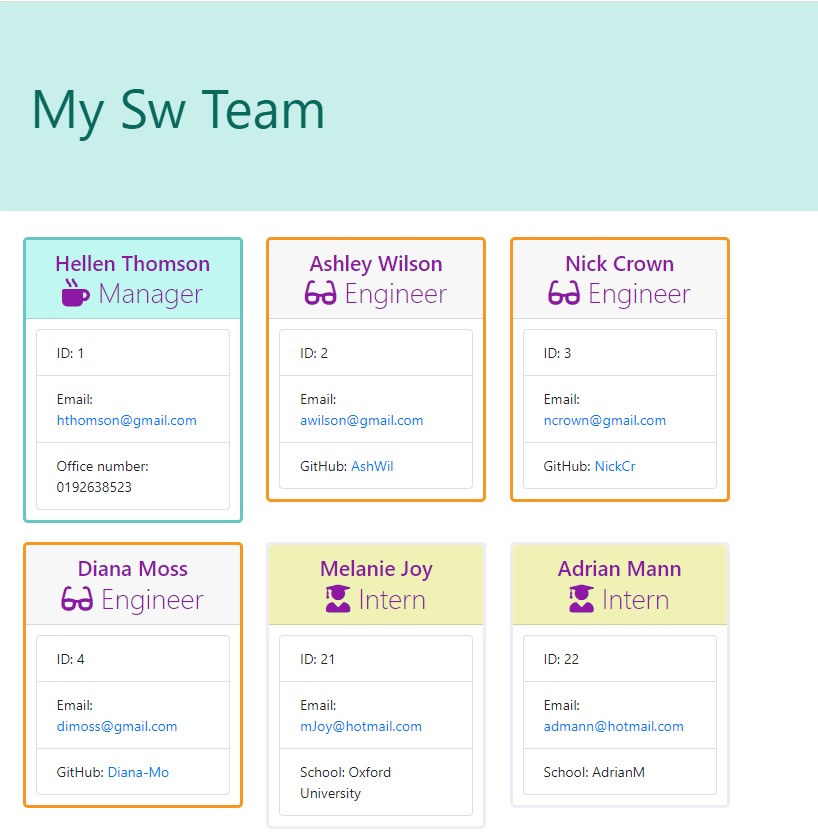 My Sw Team
Hellen Thomson
Manager
ID: 1
Email:
hthomson@gmail.com
Office number:
0192638523
Ashley Wilson
Engineer
ID: 2
Email:
awilson@gmail.com
GitHub: AshWil
Nick Crown
Engineer
ID: 3
Email:
ncrown@gmail.com
GitHub: NickCr
Diana Moss
Engineer
ID: 4
Email:
dimoss@gmail.com
GitHub: Diana-Mo
Melanie Joy
Intern
ID: 21
Email:
mJoy@hotmail.com
School: Oxford
University
Adrian Mann
Intern
ID: 22
Email:
admann@hotmail.com
School: AdrianM